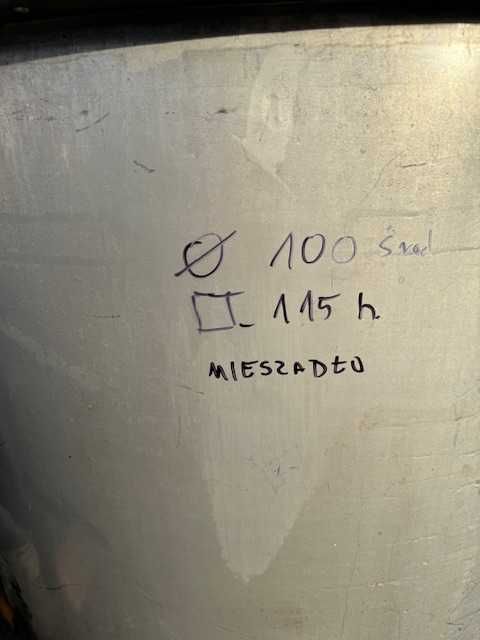 Ø 100 śred
□ - 115 h
MIESZADŁO